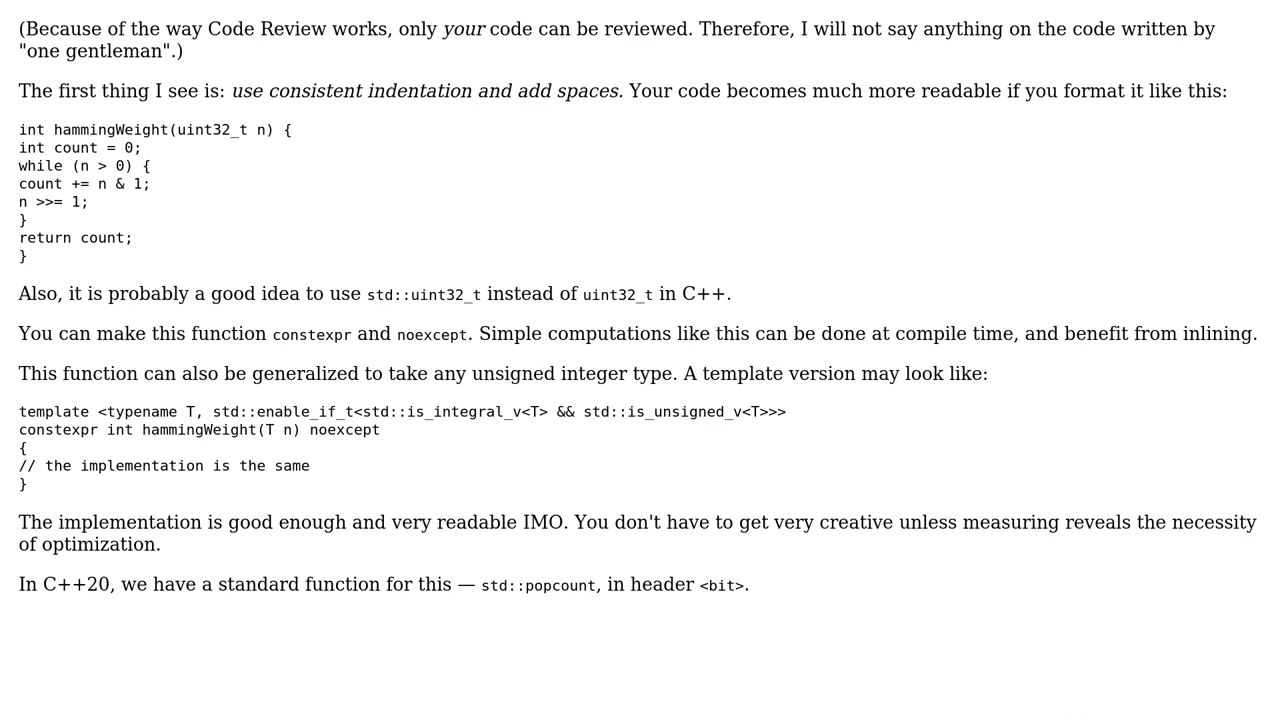 (Because of the way Code Review works, only your code can be reviewed. Therefore, I will not say anything on the code written by
"one gentleman".)
The first thing I see is: use consistent indentation and add spaces. Your code becomes much more readable if you format it like this:
int hammingWeight(uint32_t n) {
int count = 0;
while (n > 0) {
count += n & 1;
n >>= 1;
}
return count;
}
Also, it is probably a good idea to use std::uint32_t instead of uint32_t in C++.
You can make this function constexpr and noexcept. Simple computations like this can be done at compile time, and benefit from inlining.
This function can also be generalized to take any unsigned integer type. A template version may look like:
template <typename T, std::enable_if_t<std::is_integral_v<T> && std::is_unsigned_v<T>>>
constexpr int hammingWeight(T n) noexcept
{
// the implementation is the same
}
The implementation is good enough and very readable IMO. You don't have to get very creative unless measuring reveals the necessity
of optimization.
In C++20, we have a standard function for this — std::popcount, in header <bit>.